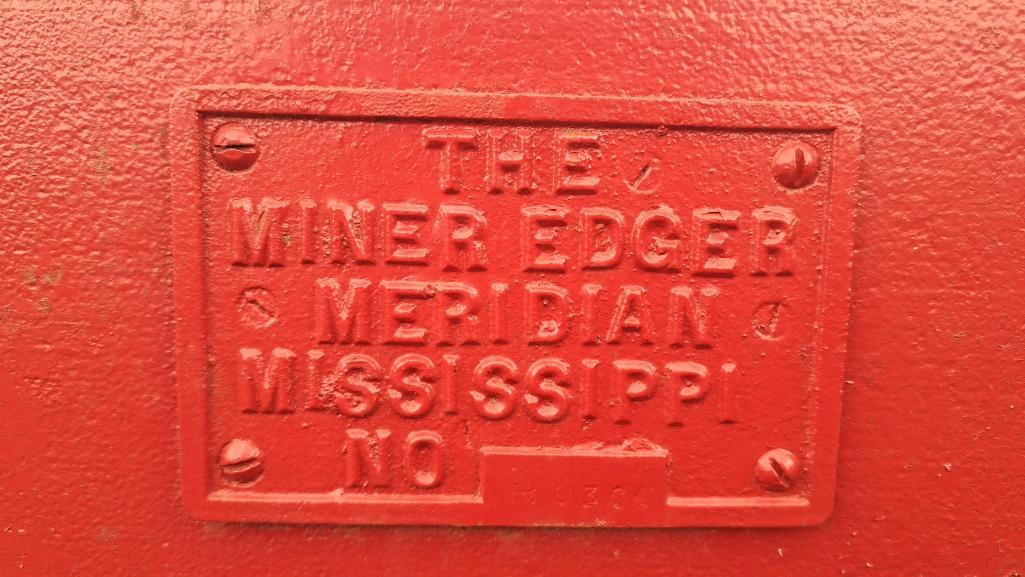 THE
MINER EDGER
MERIDIAN
MISSISSIPPI
NO